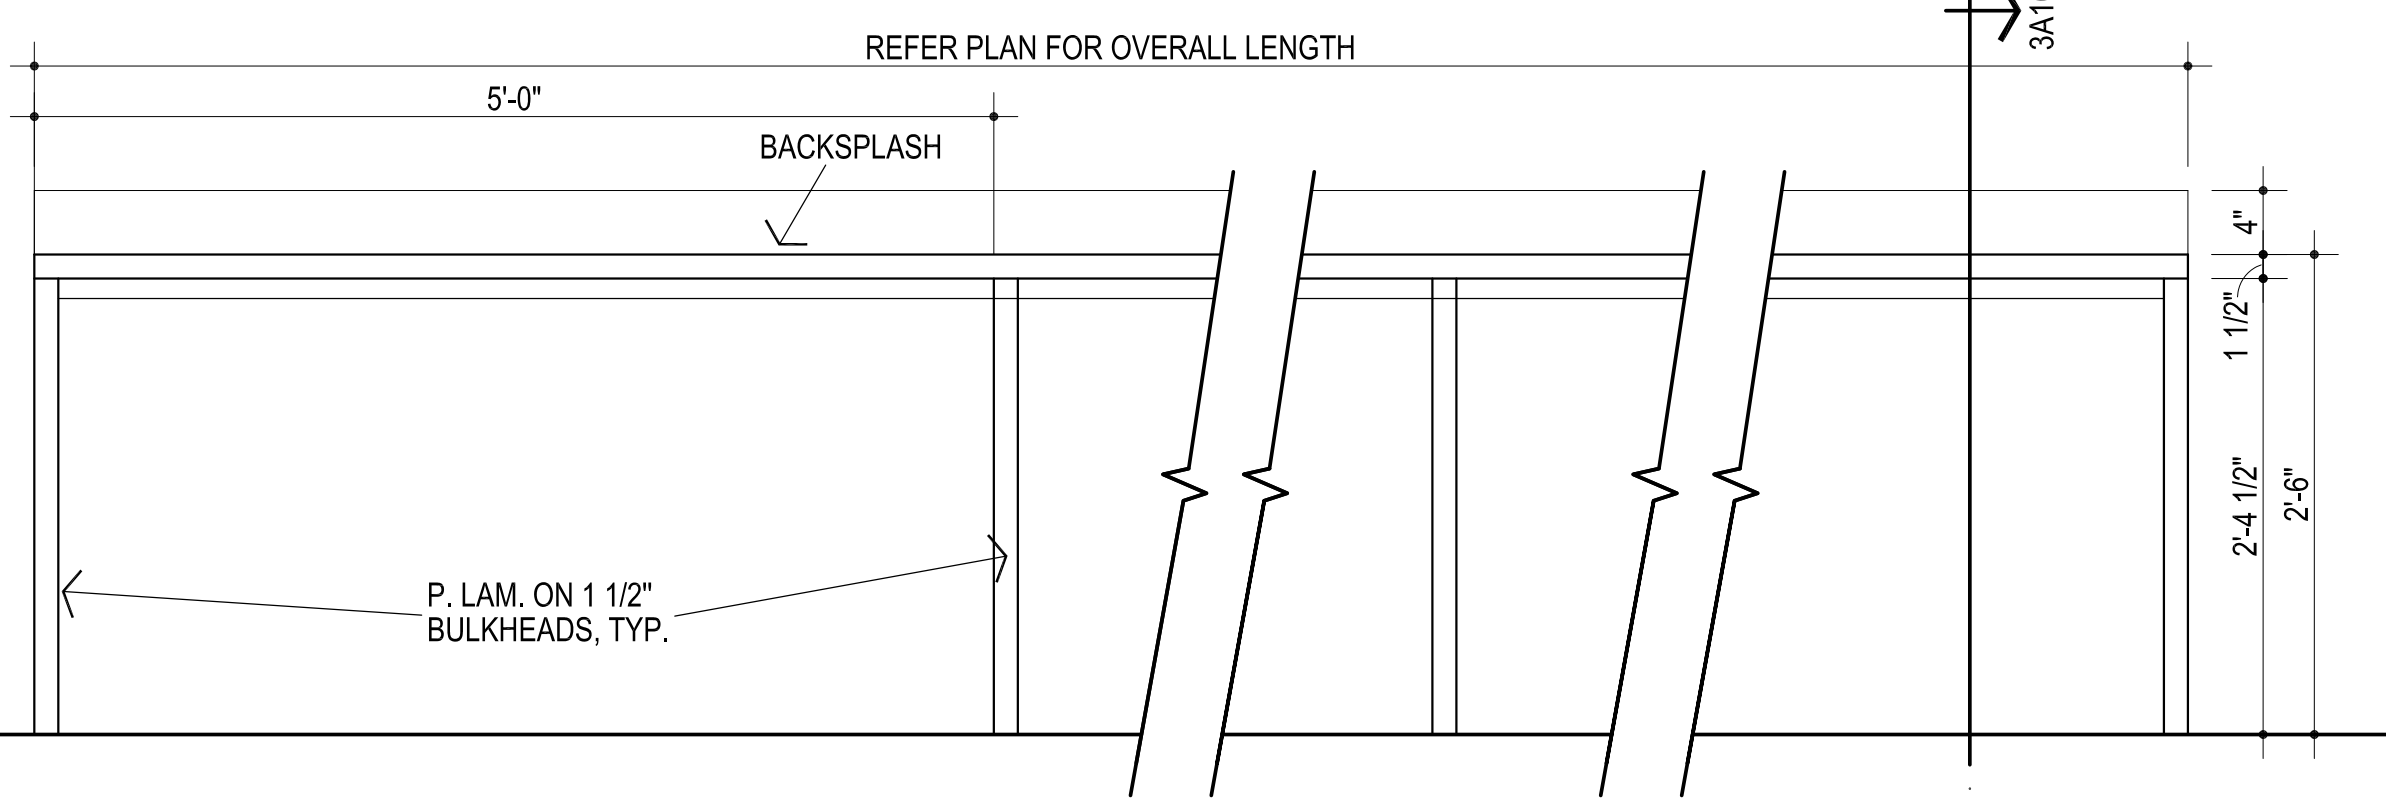 REFER PLAN FOR OVERALL LENGTH
5'-0"
BACKSPLASH
4"
1 1/2"
2'-4 1/2"
2'-6"
P. LAM. ON 1 1/2"
BULKHEADS, TYP.